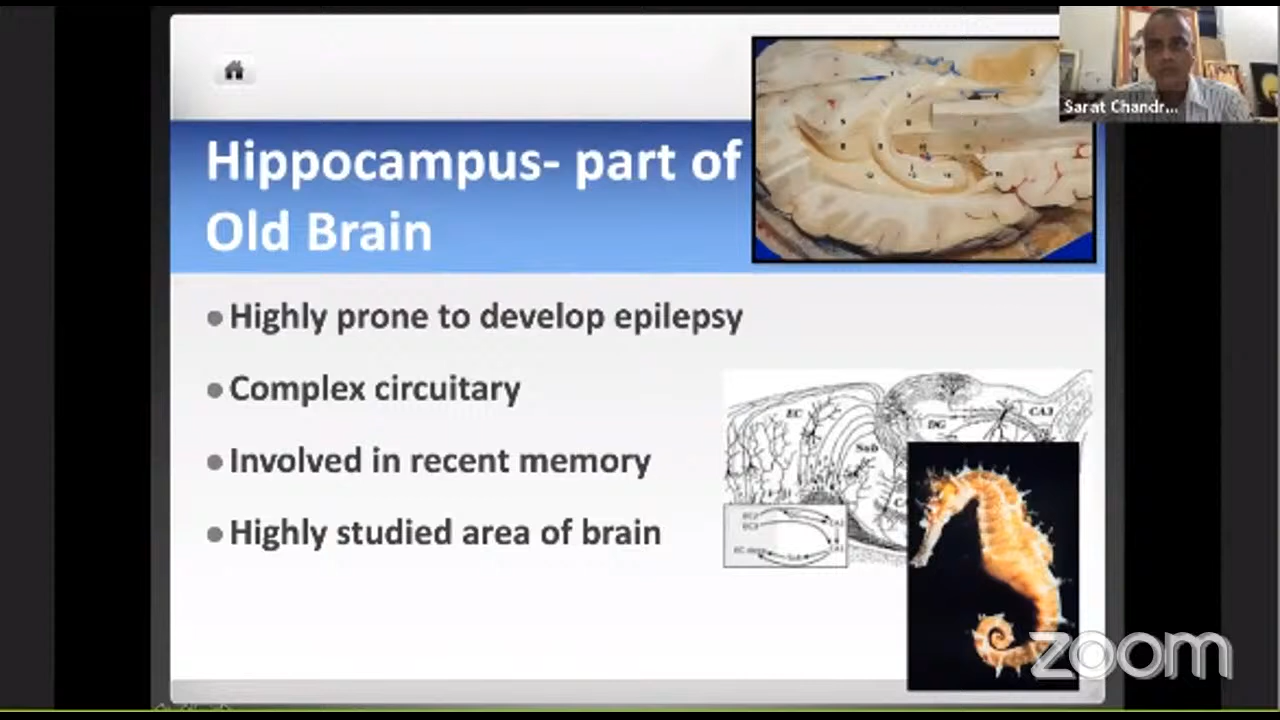 Sarat Chandr...
Hippocampus- part of
Old Brain
Highly prone to develop epilepsy
Complex circuitary
Involved in recent memory
Highly studied area of brain
EC
DG
CA3
Sub
zoom